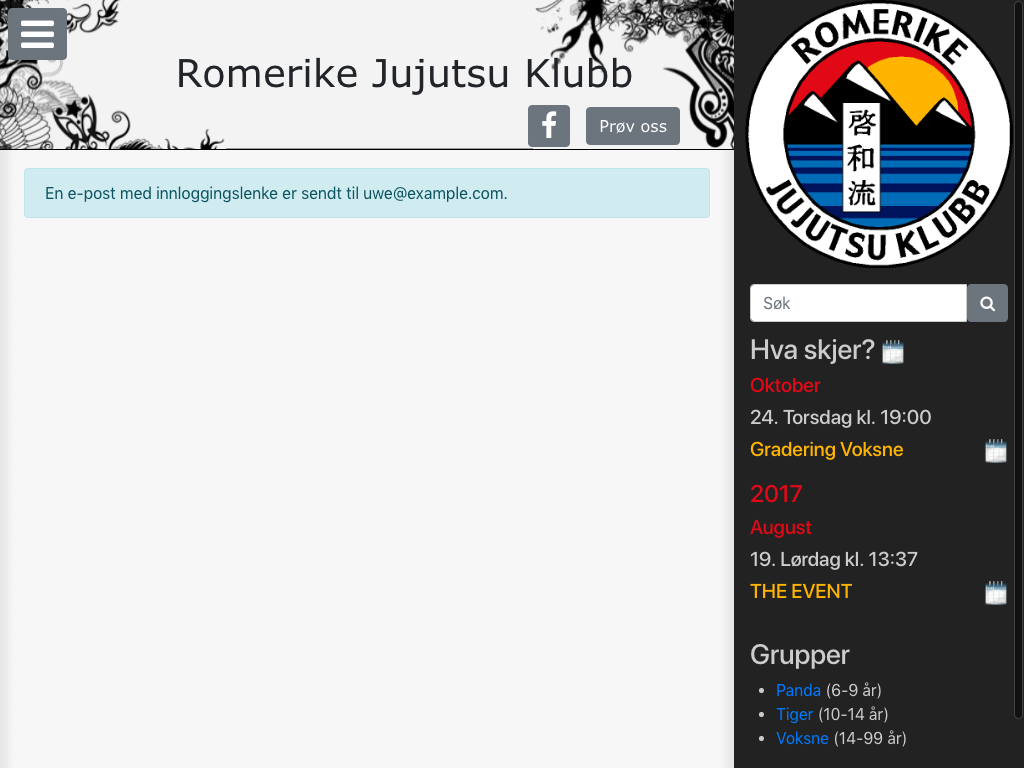 Romerike Jujutsu Klubb
Prøv oss
En e-post med innloggingslenke er sendt til uwe@example.com.
ROMERIKE
啓和流
JUJUTSU KLUBB
Søk
Hva skjer?
Oktober
24. Torsdag kl. 19:00
Gradering Voksne
2017
August
19. Lørdag kl. 13:37
THE EVENT
Grupper
Panda (6-9 år)
Tiger (10-14 år)
Voksne (14-99 år)